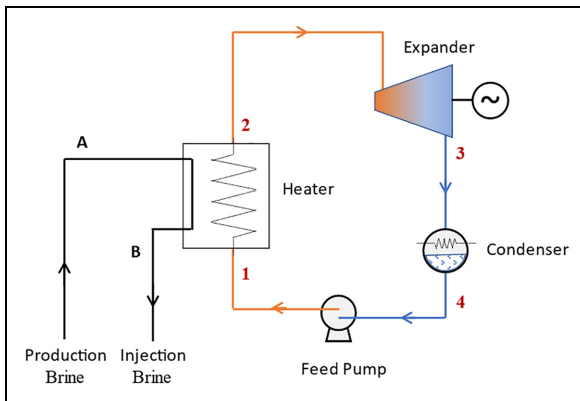 Expander
~
A
2
3
Heater
B
Condenser
1
4
Production
Brine
Injection
Brine
Feed Pump